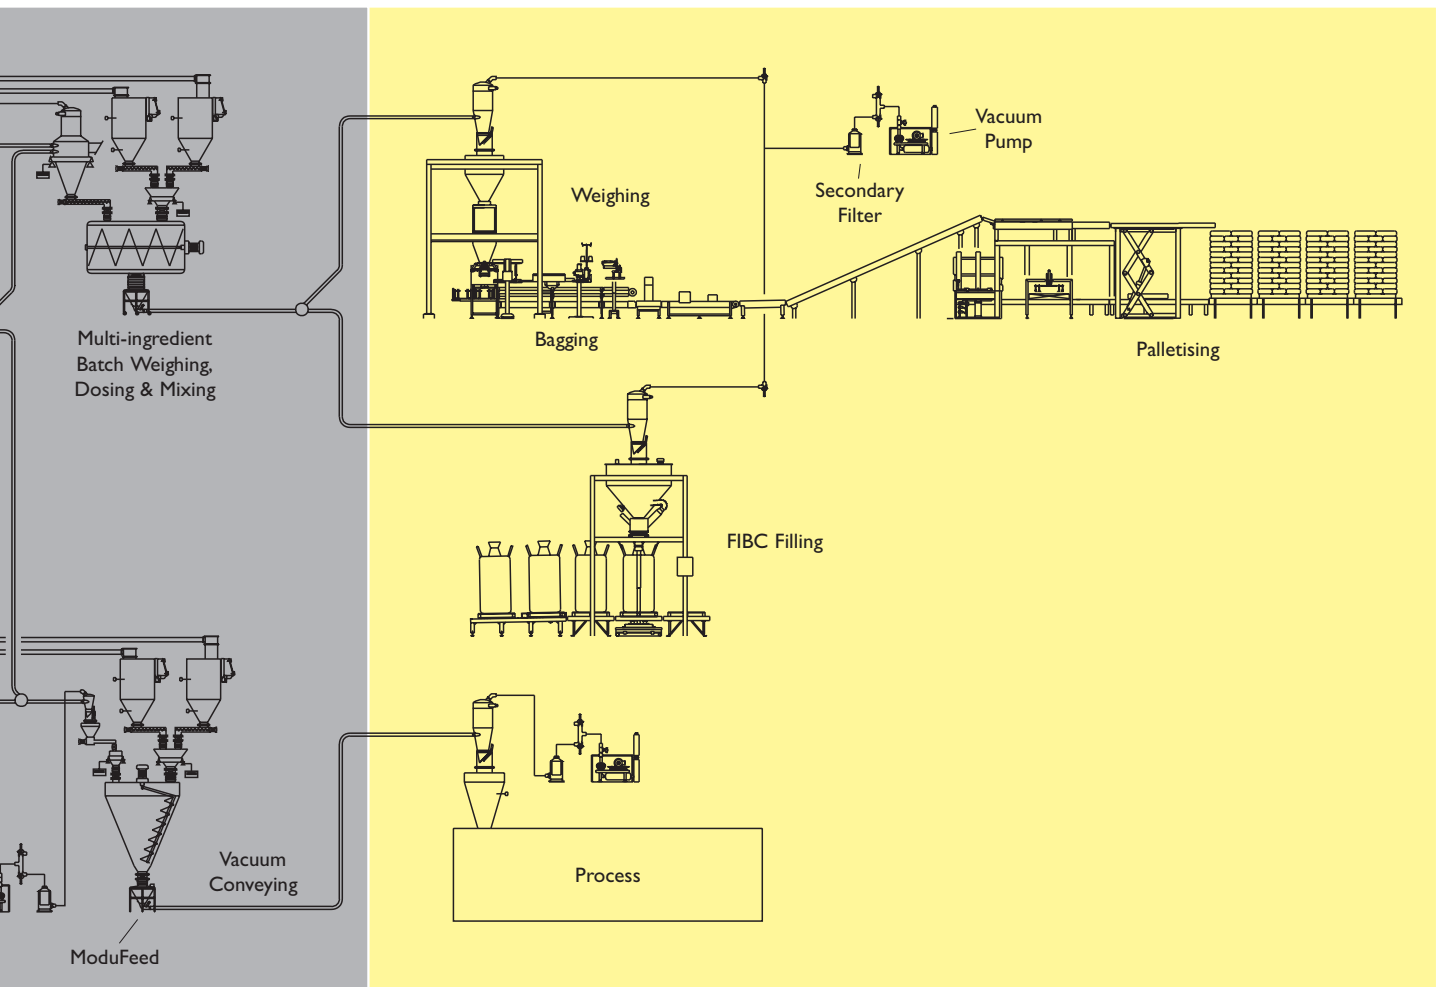 Vacuum
Pump
Weighing
Secondary
Filter
Multi-ingredient
Batch Weighing,
Dosing & Mixing
Bagging
Palletising
FIBC Filling
Vacuum
Conveying
Process
ModuFeed